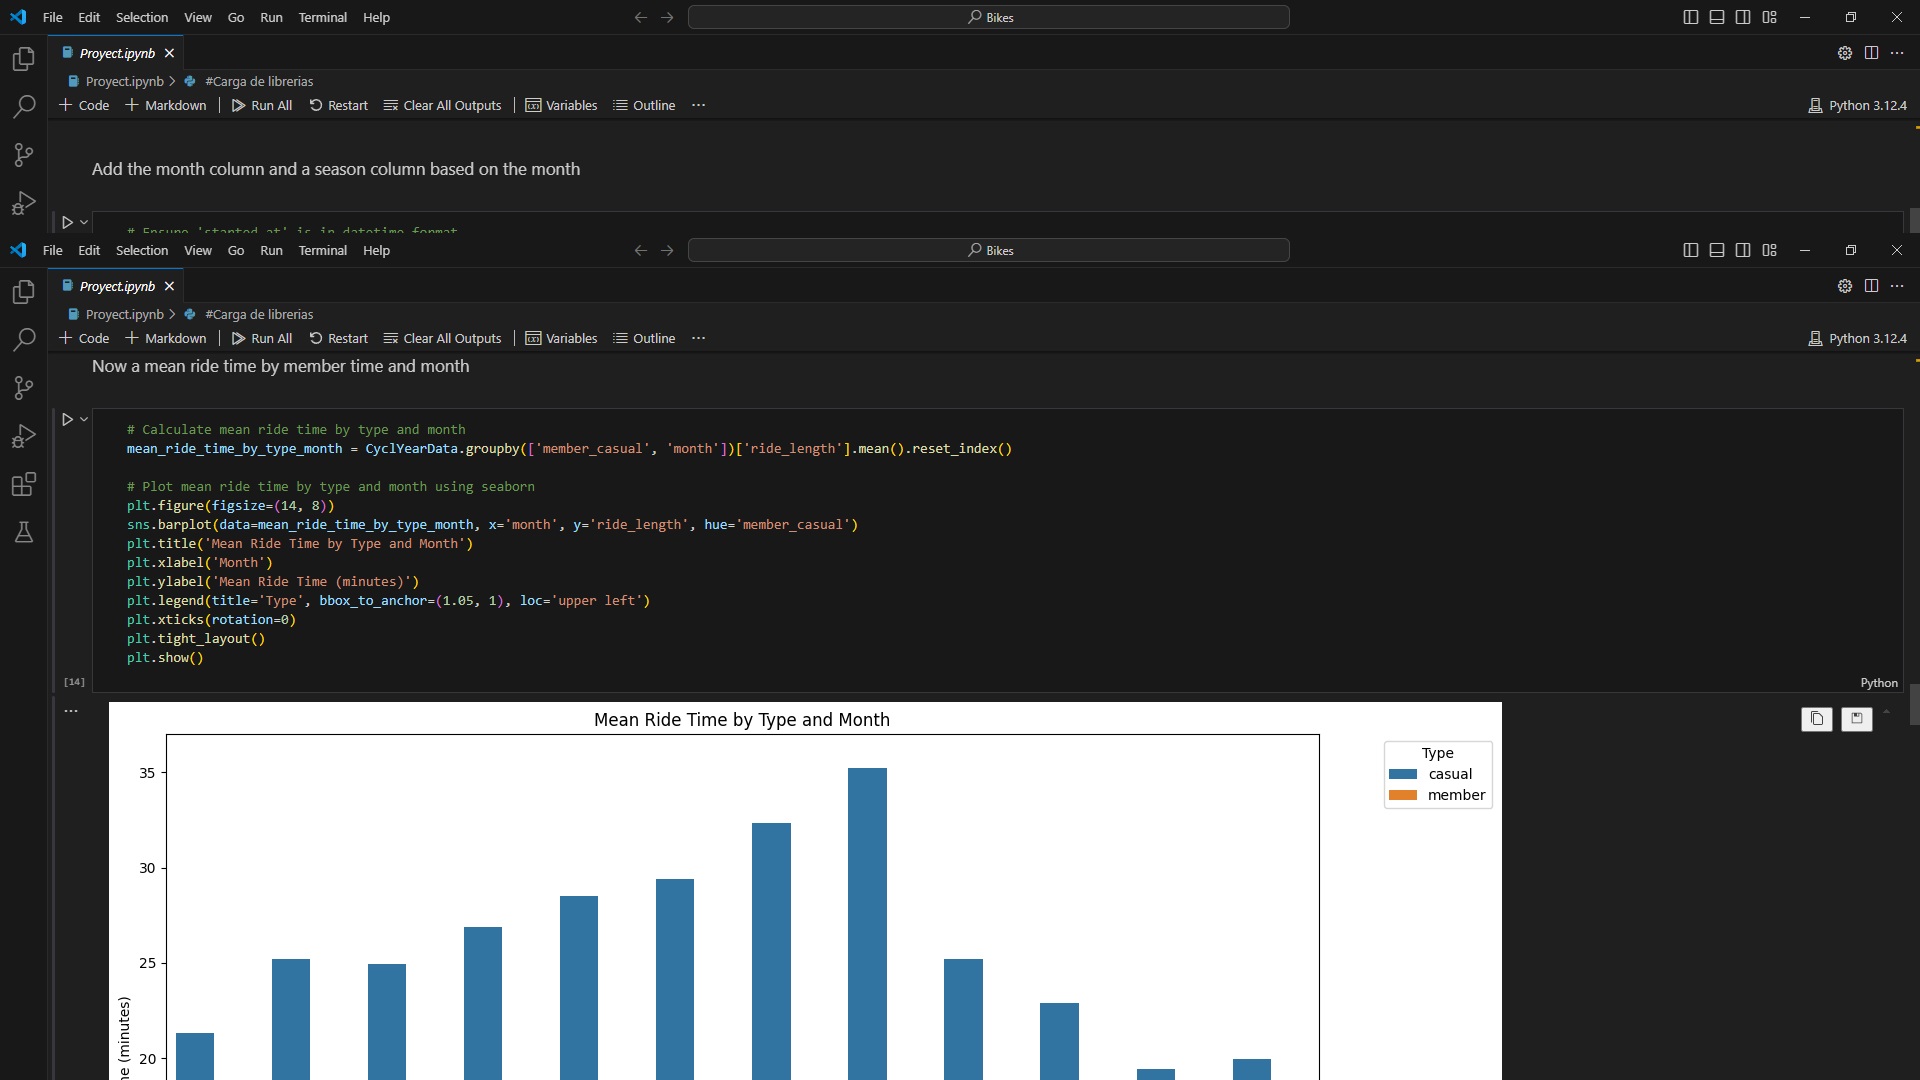 File Edit Selection View Go Run Terminal Help
Bikes
Proyect.ipynb
Proyect.ipynb > #Carga de librerias
+ Code + Markdown | Run All Restart Clear All Outputs | Variables Outline ...
Python 3.12.4
Add the month column and a season column based on the month
# Ensure 'started_at' is in datetime format
File Edit Selection View Go Run Terminal Help
Bikes
Proyect.ipynb
Proyect.ipynb > #Carga de librerias
+ Code + Markdown | Run All Restart Clear All Outputs | Variables Outline ...
Python 3.12.4
Now a mean ride time by member time and month
# Calculate mean ride time by type and month
mean_ride_time_by_type_month = CyclYearData.groupby(['member_casual', 'month'])['ride_length'].mean().reset_index()
# Plot mean ride time by type and month using seaborn
plt.figure(figsize=(14, 8))
sns.barplot(data=mean_ride_time_by_type_month, x='month', y='ride_length', hue='member_casual')
plt.title('Mean Ride Time by Type and Month')
plt.xlabel('Month')
plt.ylabel('Mean Ride Time (minutes)')
plt.legend(title='Type', bbox_to_anchor=(1.05, 1), loc='upper left')
plt.xticks(rotation=0)
plt.tight_layout()
plt.show()
[14]
Python
...
Mean Ride Time by Type and Month
Type
casual
member
35
30
25
20
(minutes)